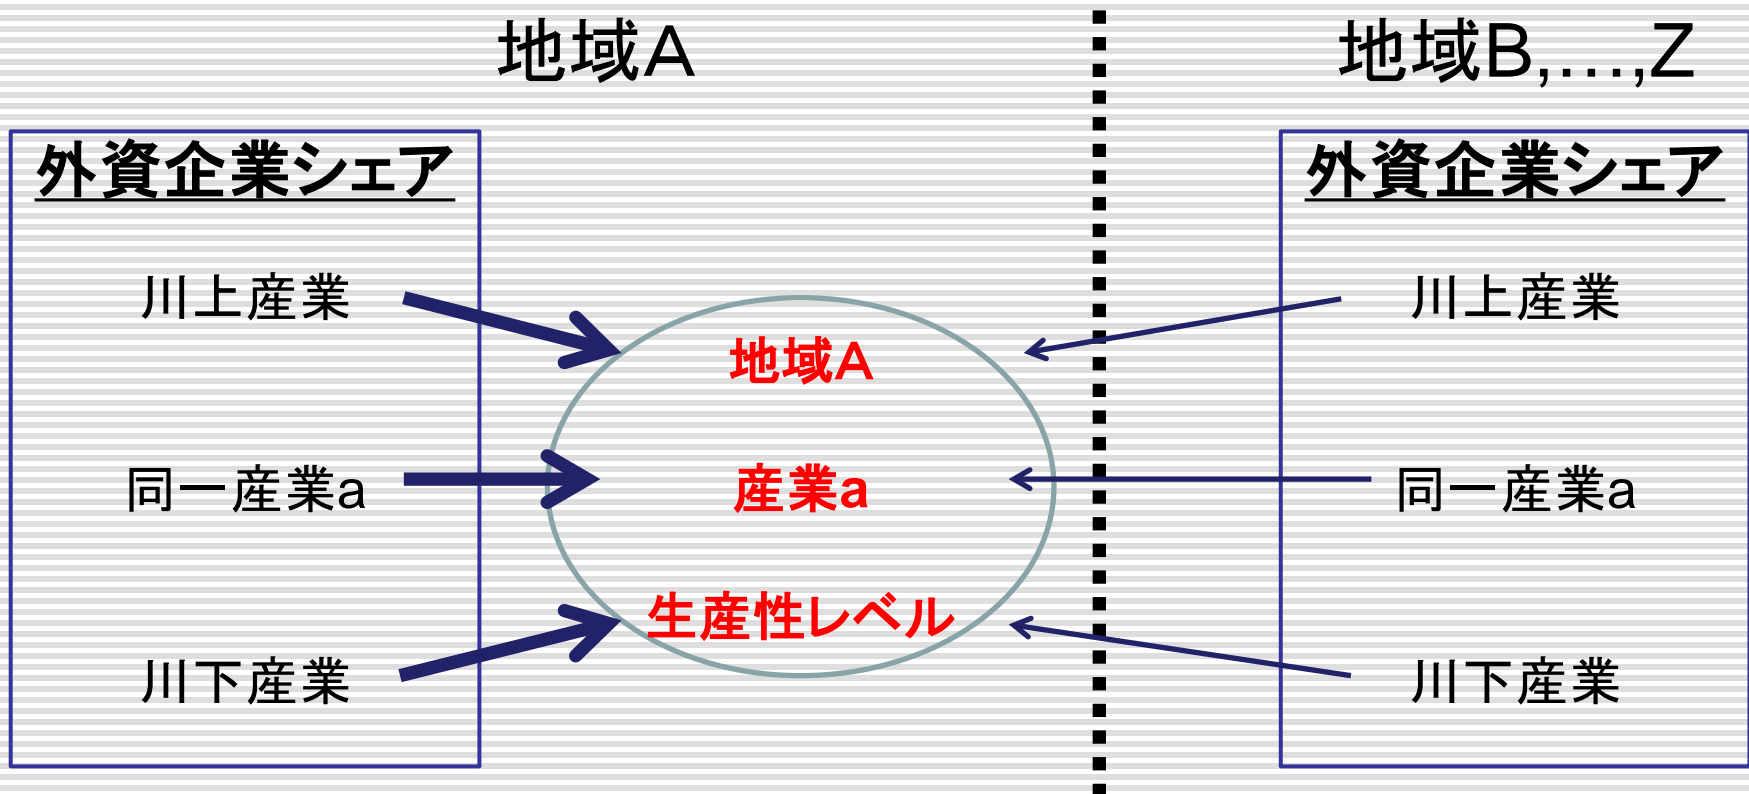 地域A
地域B,…,Z
外資企業シェア
川上産業
同一産業a
川下産業
地域A
産業a
生産性レベル
外資企業シェア
川上産業
同一産業a
川下産業